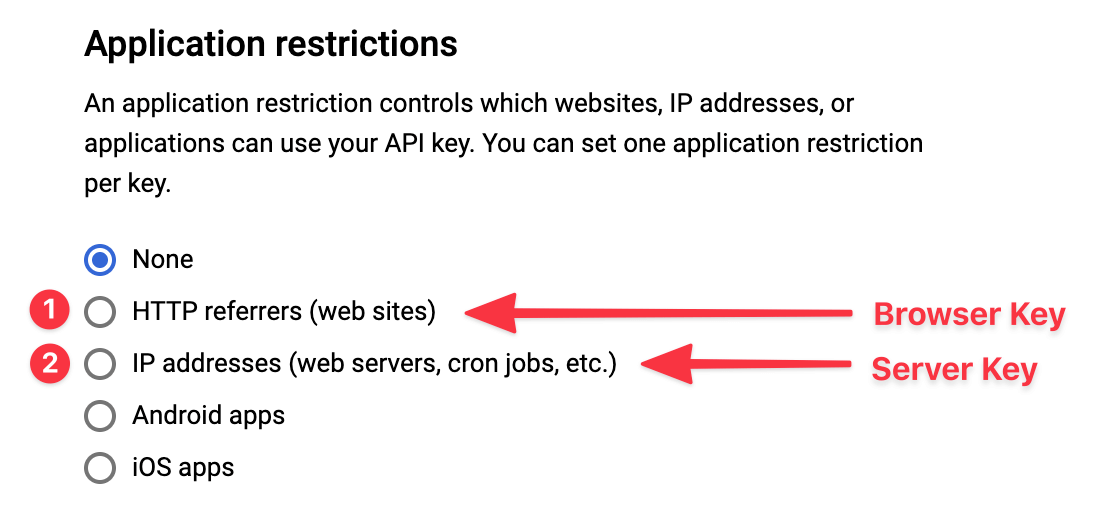 Application restrictions
An application restriction controls which websites, IP addresses, or
applications can use your API key. You can set one application restriction
per key.
None
1 HTTP referrers (web sites) Browser Key
2 IP addresses (web servers, cron jobs, etc.) Server Key
Android apps
iOS apps